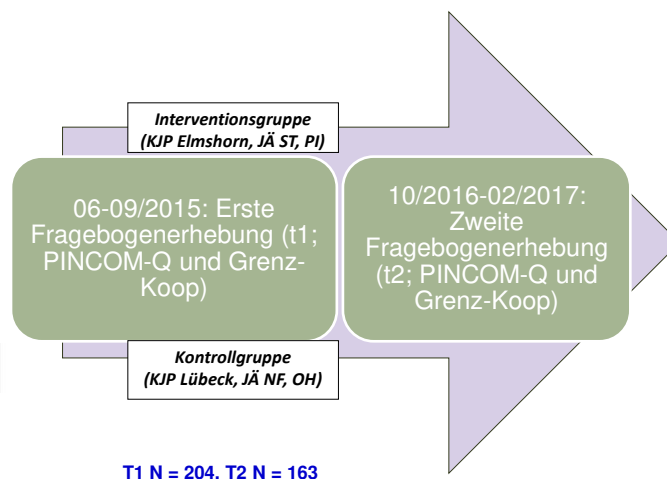 Interventionsgruppe
(KJP Elmshorn, JÄ ST, PI)
06-09/2015: Erste
Fragebogenerhebung (t1;
PINCOM-Q und Grenz-
Koop)
10/2016-02/2017:
Zweite
Fragebogenerhebung
(t2; PINCOM-Q und
Grenz-Koop)
Kontrollgruppe
(KJP Lübeck, JÄ NF, OH)
T1 N = 204. T2 N = 163